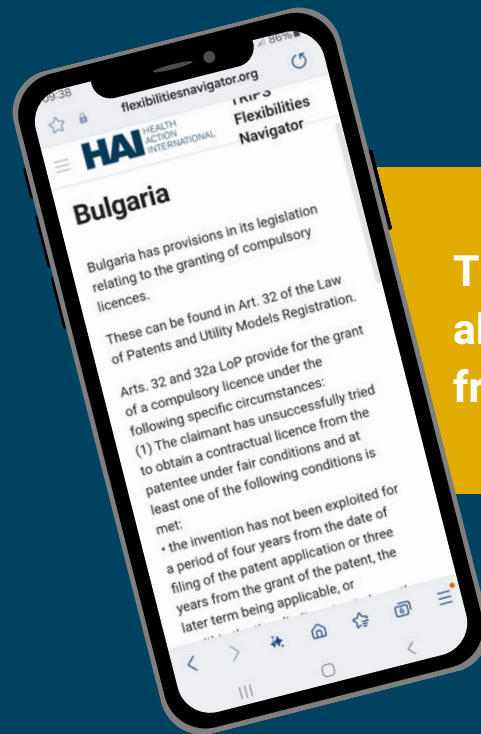 09:38
86%
flexibilitiesnavigator.org
HAI HEALTH ACTION INTERNATIONAL
TRIPS
Flexibilities
Navigator
Bulgaria
Bulgaria has provisions in its legislation
relating to the granting of compulsory
licences.
These can be found in Art. 32 of the Law
of Patents and Utility Models Registration.
Arts. 32 and 32a LoP provide for the grant
of a compulsory licence under the
following specific circumstances:
(1) The claimant has unsuccessfully tried
to obtain a contractual licence from the
patentee under fair conditions and at
least one of the following conditions is
met:
• the invention has not been exploited for
a period of four years from the date of
filing of the patent application or three
years from the grant of the patent, the
later term being applicable, or
6